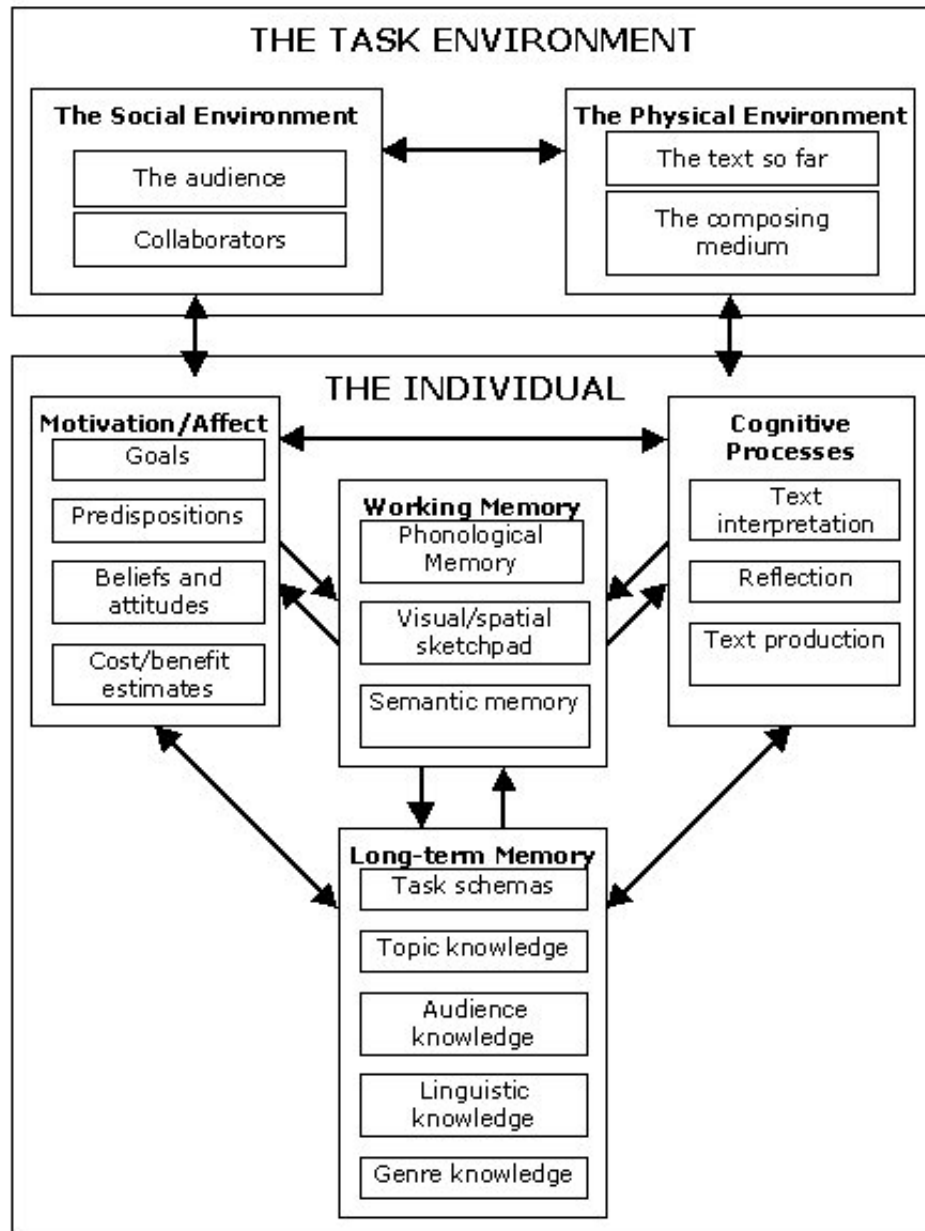 THE TASK ENVIRONMENT
The Social Environment
The audience
Collaborators
The Physical Environment
The text so far
The composing
medium
THE INDIVIDUAL
Motivation/Affect
Goals
Predispositions
Beliefs and
attitudes
Cost/benefit
estimates
Working Memory
Phonological
Memory
Visual/spatial
sketchpad
Semantic memory
Cognitive
Processes
Text
interpretation
Reflection
Text production
Long-term Memory
Task schemas
Topic knowledge
Audience
knowledge
Linguistic
knowledge
Genre knowledge